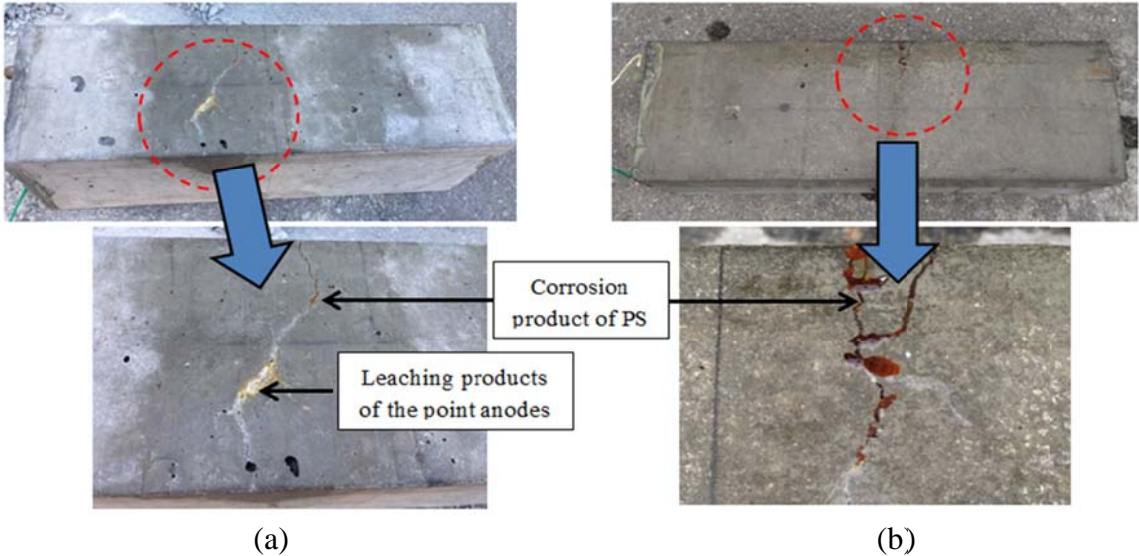 Corrosion
product of PS
Leaching products
of the point anodes
(a)
(b)